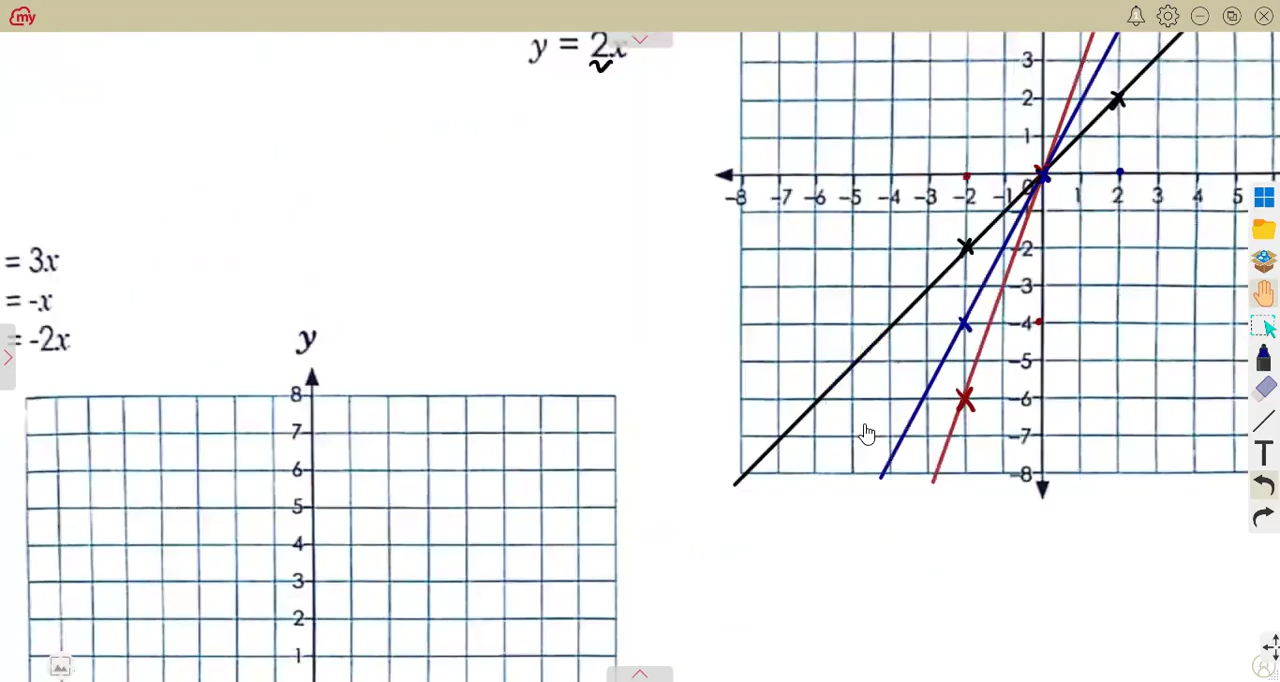 my
y = 2x
3
2
1
0
-8 -7 -6 -5 -4 -3 -2 -1 1 2 3 4 5
-2
-3
-4
-5
-6
-7
-8
= 3x
= -x
= -2x
y
8
7
6
5
4
3
2
1
T